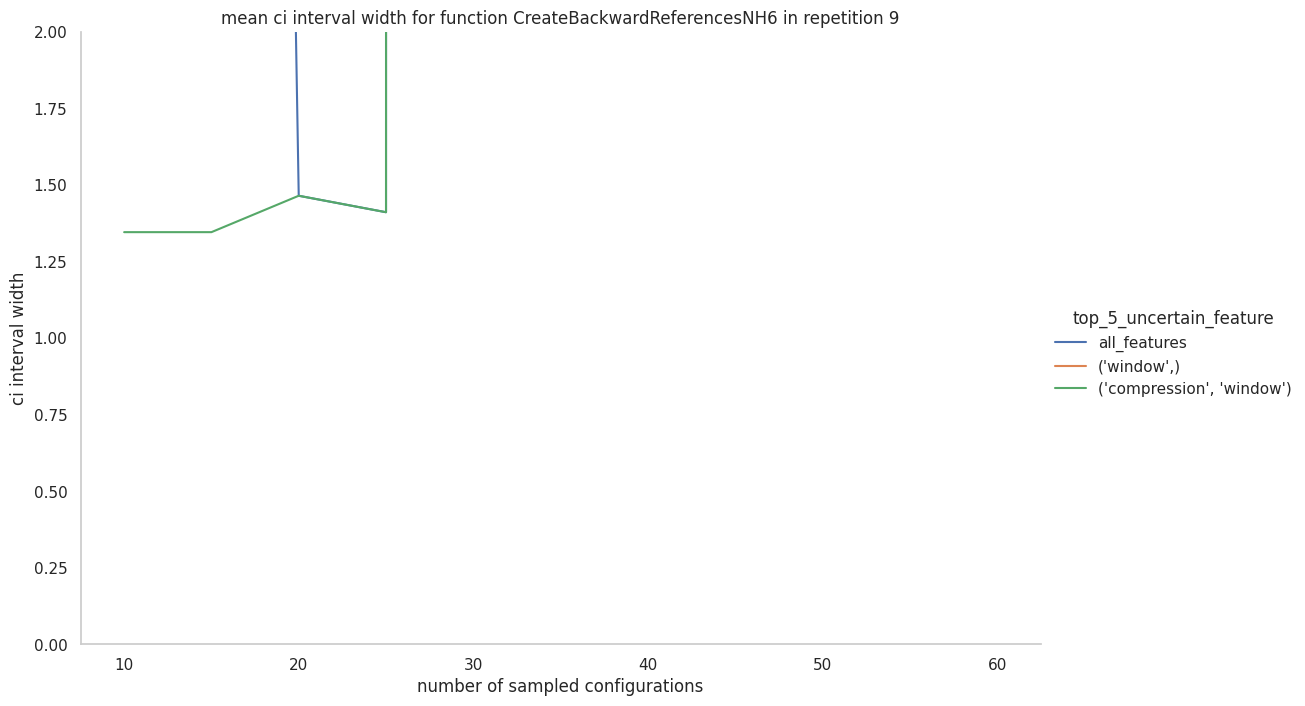 mean ci interval width for function CreateBackwardReferencesNH6 in repetition 9
2.00
1.75
1.50
1.25
1.00
0.75
0.50
0.25
0.00
ci interval width
10 20 30 40 50 60
number of sampled configurations
top_5_uncertain_feature
all_features
('window',)
('compression', 'window')